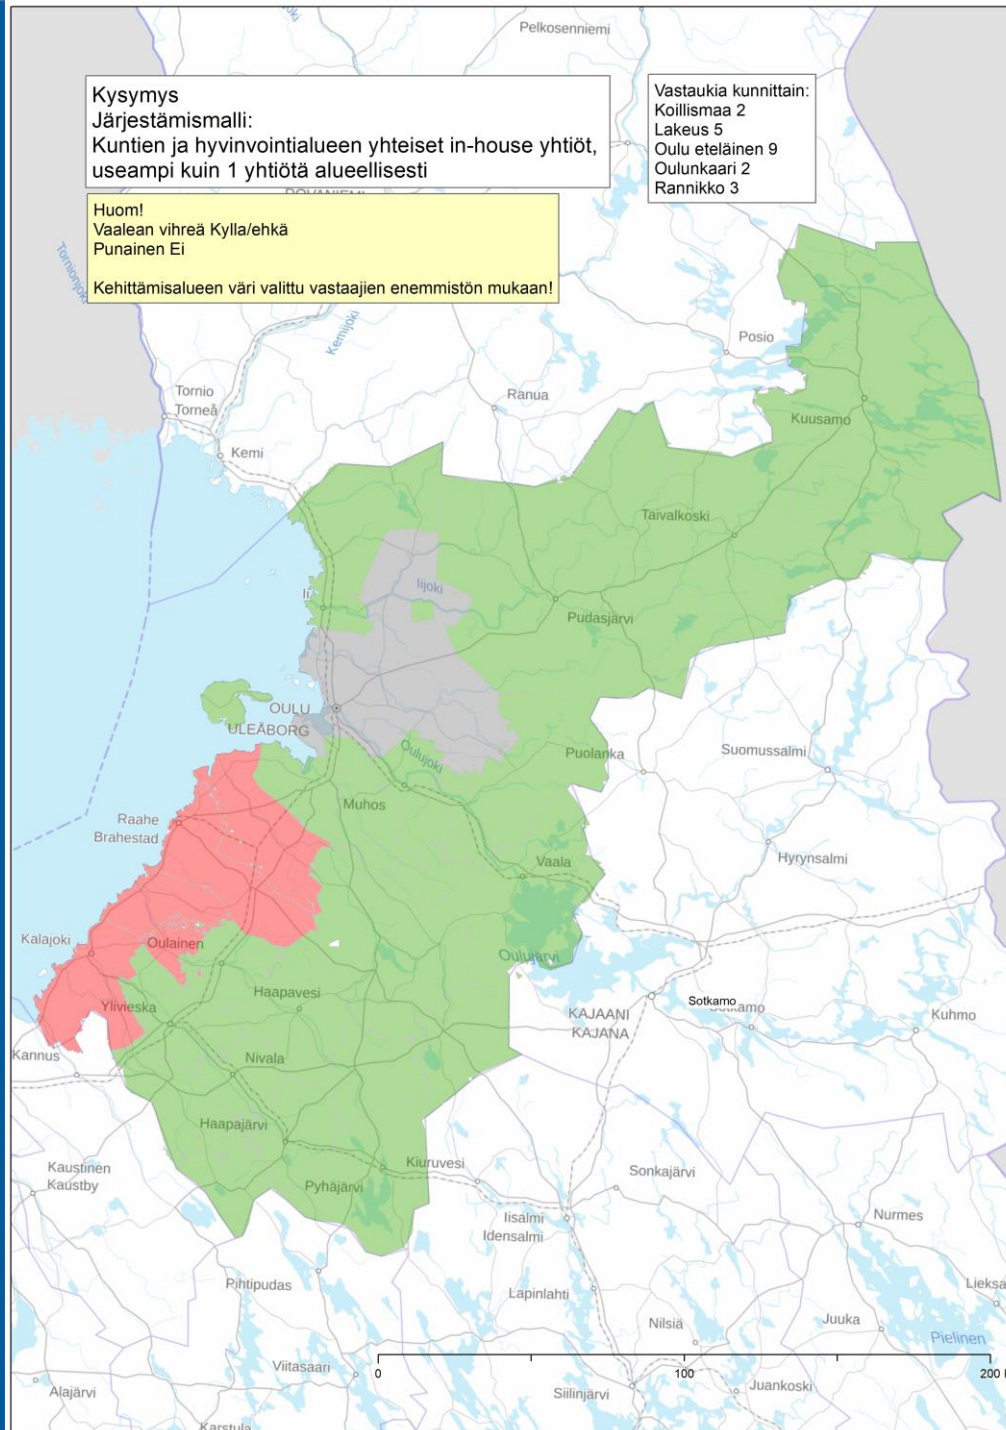 Pelkosenniemi
Kysymys
Järjestämismalli:
Kuntien ja hyvinvointialueen yhteiset in-house yhtiöt,
useampi kuin 1 yhtiötä alueellisesti
Vastaukia kunnittain:
Koillismaa 2
Lakeus 5
Oulu eteläinen 9
Oulunkaari 2
Rannikko 3
Huom!
Vaalean vihreä Kylla/ehkä
Punainen Ei
Kehittämisalueen väri valittu vastaajien enemmistön mukaan!
Tornionjoki
Kemijoki
Posio
Tornio
Torneå
Ranua
Kuusamo
Kemi
Taivalkoski
Iijoki
Ii
Pudasjärvi
OULU
ULEÅBORG
Oulujoki
Puolanka
Suomussalmi
Muhos
Raahe
Brahestad
Vaala
Hyrynsalmi
Kalajoki
Oulainen
Oulujärvi
Haapavesi
Ylivieska
KAJAANI
KAJANA
Sotkamo
Sotkamo
Kuhmo
Kannus
Nivala
Haapajärvi
Kaustinen
Kaustby
Kiuruvesi
Sonkajärvi
Pyhäjärvi
Iisalmi
Idensalmi
Nurmes
Pihtipudas
Lapinlahti
Lieksa
Nilsiä
Juuka
Pielinen
Viitasaari
0
100
200
Alajärvi
Siilinjärvi
Juankoski
Karstula